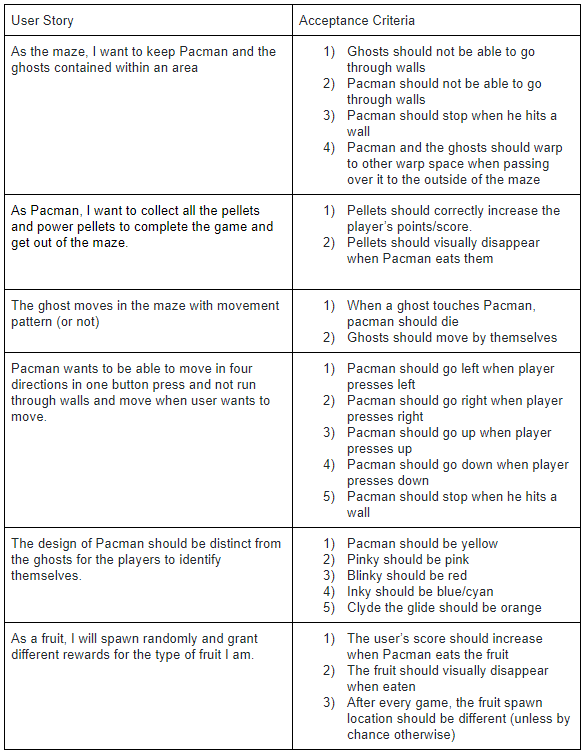 User Story
Acceptance Criteria
As the maze, I want to keep Pacman and the
ghosts contained within an area
1) Ghosts should not be able to go
through walls
2) Pacman should not be able to go
through walls
3) Pacman should stop when he hits a
wall
4) Pacman and the ghosts should warp
to other warp space when passing
over it to the outside of the maze
As Pacman, I want to collect all the pellets
and power pellets to complete the game and
get out of the maze.
1) Pellets should correctly increase the
player's points/score.
2) Pellets should visually disappear
when Pacman eats them
The ghost moves in the maze with movement
pattern (or not)
1) When a ghost touches Pacman,
pacman should die
2) Ghosts should move by themselves
Pacman wants to be able to move in four
directions in one button press and not run
through walls and move when user wants to
move.
1) Pacman should go left when player
presses left
2) Pacman should go right when player
presses right
3) Pacman should go up when player
presses up
4) Pacman should go down when player
presses down
5) Pacman should stop when he hits a
wall
The design of Pacman should be distinct from
the ghosts for the players to identify
themselves.
1) Pacman should be yellow
2) Pinky should be pink
3) Blinky should be red
4) Inky should be blue/cyan
5) Clyde the glide should be orange
As a fruit, I will spawn randomly and grant
different rewards for the type of fruit I am.
1) The user's score should increase
when Pacman eats the fruit
2) The fruit should visually disappear
when eaten
3) After every game, the fruit spawn
location should be different (unless by
chance otherwise)